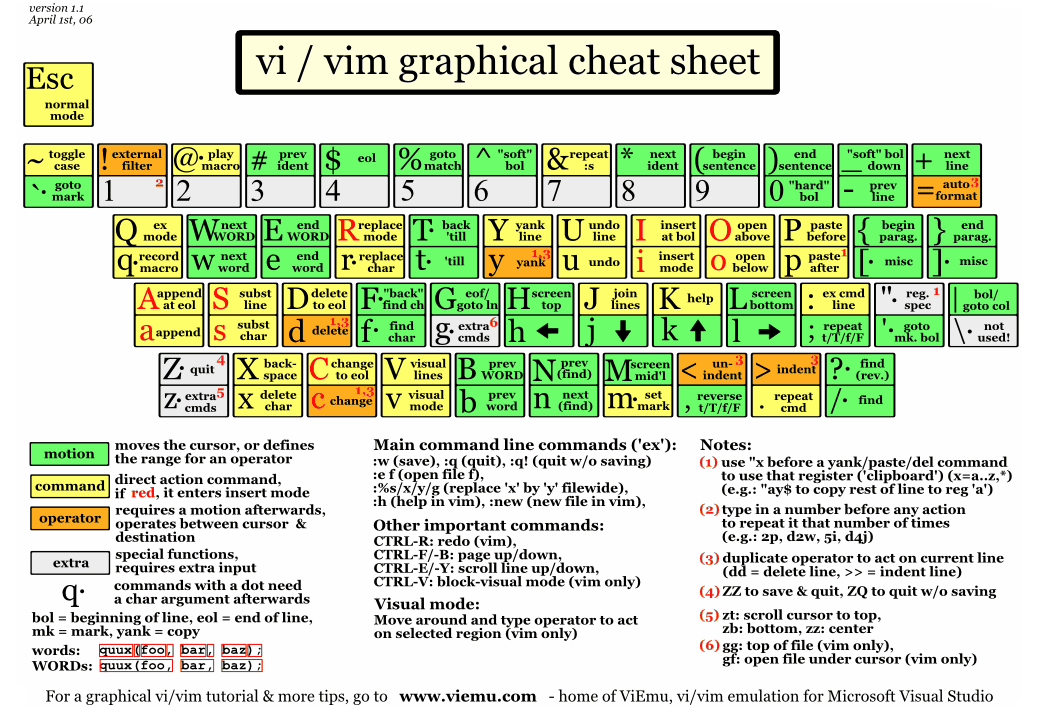 version 1.1
April 1st, 06
vi / vim graphical cheat sheet
Esc
normal
mode
~ toggle
case
`· goto
mark
! external
filter
1 2
@· play
macro
2
# prev
ident
3
$ eol
4
% goto
match
5
^ "soft"
bol
6
& repeat
:s
7
* next
ident
8
( begin
sentence
9
) end
sentence
0 "hard"
bol
_ "soft" bol
down
- prev
line
+ next
line
= auto 3
format
Q ex
mode
q· record
macro
W next
WORD
w next
word
E end
WORD
e end
word
R replace
mode
r· replace
char
T· back
'till
t· 'till
Y yank
line
y yank 1,3
U undo
line
u undo
I insert
at bol
i insert
mode
O open
above
o open
below
P paste
before
p paste 1
after
{ begin
parag.
[· misc
} end
parag.
]· misc
A append
at eol
a append
S subst
line
s subst
char
D delete
to eol
d delete 1,3
F· "back"
find ch
f· find
char
G eof/
goto ln
g· extra 6
cmds
H screen
top
h 🡄
J join
lines
j 🡇
K help
k 🡅
L screen
bottom
l 🡆
: ex cmd
line
; repeat
t/T/f/F
"· reg. 1
spec
'· goto
mk. bol
| bol/
goto col
\· not
used!
Z· quit 4
z· extra 5
cmds
X back-
space
x delete
char
C change
to eol
c change 1,3
V visual
lines
v visual
mode
B prev
WORD
b prev
word
N prev
(find)
n next
(find)
M screen
mid'l
m· set
mark
< un- 3
indent
, reverse
t/T/f/F
> indent 3
. repeat
cmd
?· find
(rev.)
/· find
motion moves the cursor, or defines
the range for an operator
command direct action command,
if red, it enters insert mode
operator requires a motion afterwards,
operates between cursor &
destination
extra special functions,
requires extra input
q· commands with a dot need
a char argument afterwards
bol = beginning of line, eol = end of line,
mk = mark, yank = copy
words: quux(foo, bar, baz);
WORDs: quux(foo, bar, baz);
Main command line commands ('ex'):
:w (save), :q (quit), :q! (quit w/o saving)
:e f (open file f),
:%s/x/y/g (replace 'x' by 'y' filewide),
:h (help in vim), :new (new file in vim),
Other important commands:
CTRL-R: redo (vim),
CTRL-F/-B: page up/down,
CTRL-E/-Y: scroll line up/down,
CTRL-V: block-visual mode (vim only)
Visual mode:
Move around and type operator to act
on selected region (vim only)
Notes:
(1) use "x before a yank/paste/del command
to use that register ('clipboard') (x=a..z,*)
(e.g.: "ay$ to copy rest of line to reg 'a')
(2) type in a number before any action
to repeat it that number of times
(e.g.: 2p, d2w, 5i, d4j)
(3) duplicate operator to act on current line
(dd = delete line, >> = indent line)
(4) ZZ to save & quit, ZQ to quit w/o saving
(5) zt: scroll cursor to top,
zb: bottom, zz: center
(6) gg: top of file (vim only),
gf: open file under cursor (vim only)
For a graphical vi/vim tutorial & more tips, go to www.viemu.com - home of ViEmu, vi/vim emulation for Microsoft Visual Studio